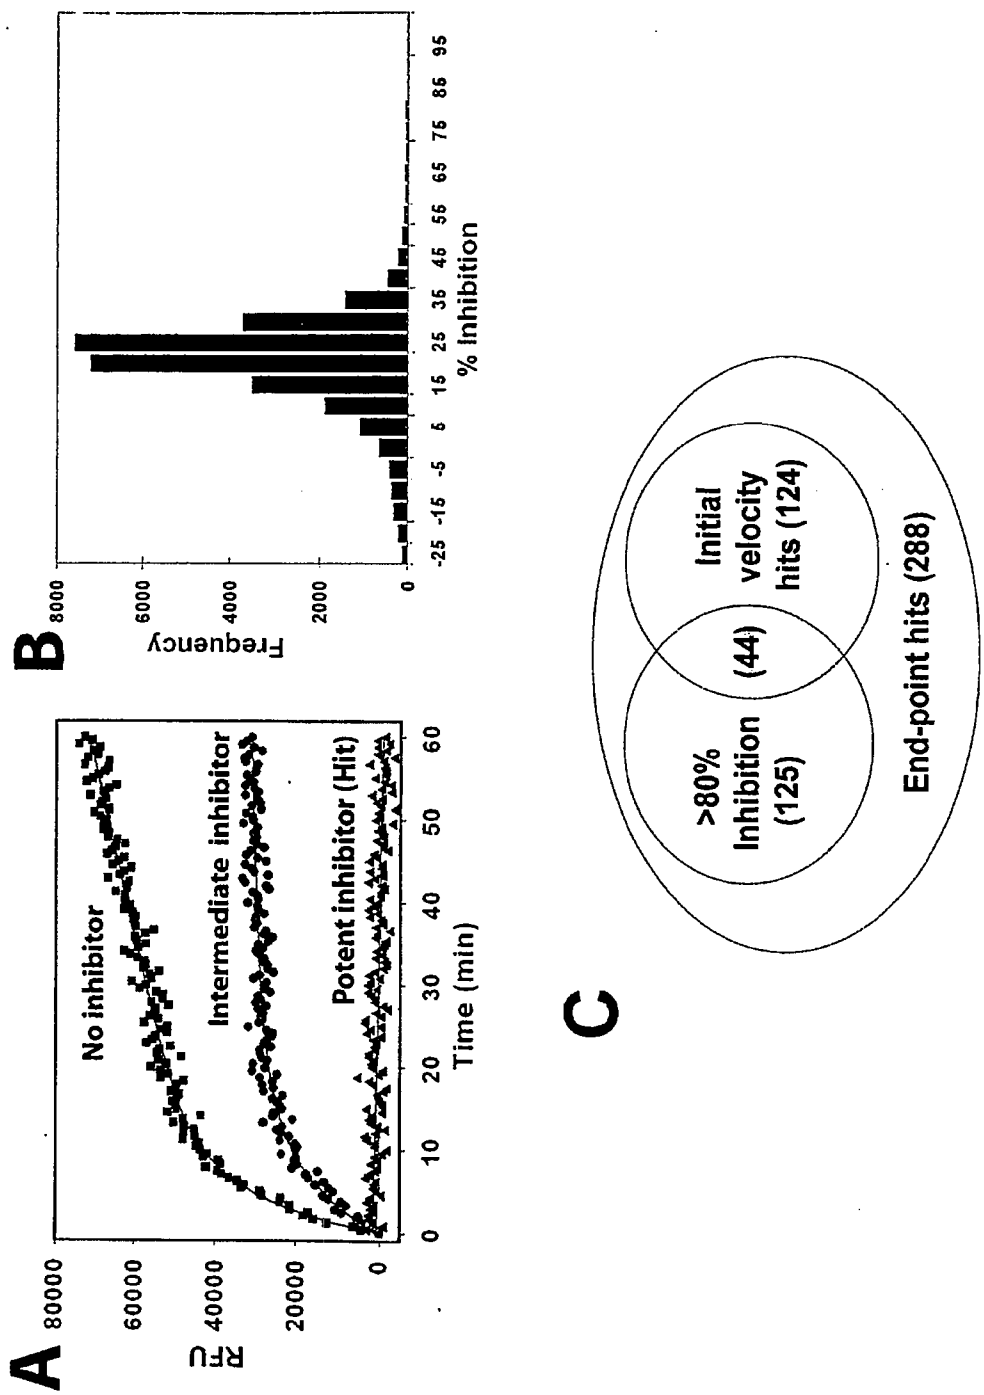 A
80000
60000
40000
20000
0
RFU
No inhibitor
Intermediate inhibitor
Potent inhibitor (Hit)
0 10 20 30 40 50 60
Time (min)
B
8000
6000
4000
2000
0
Frequency
-25 -15 -5 5 15 25 35 45 55 65 75 85 95
% Inhibition
C
>80%
Inhibition
(125)
(44)
Initial
velocity
hits (124)
End-point hits (288)